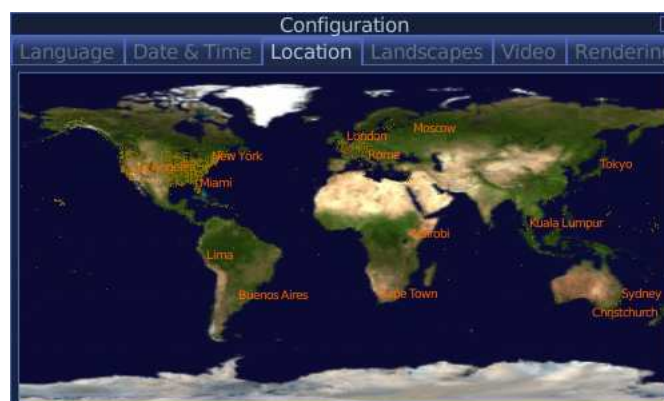 Configuration
Language Date & Time Location Landscapes Video Rendering
London
Moscow
New York
Rome
Tokyo
Miami
Kuala Lumpur
Nairobi
Lima
Buenos Aires
Cape Town
Sydney
Christchurch